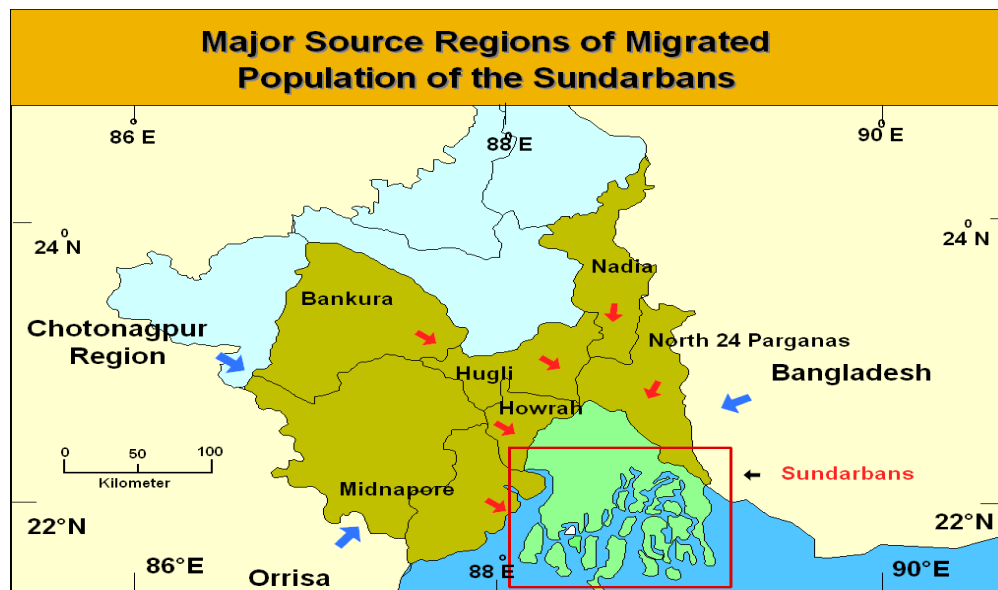 Major Source Regions of Migrated
Population of the Sundarbans
86°E
88°E
90°E
24°N
24°N
Nadia
Bankura
Chotonagpur
Region
North 24 Parganas
Bangladesh
Hugli
Howrah
0 50 100
Kilometer
Sundarbans
Midnapore
22°N
22°N
86°E
88°E
90°E
Orrisa